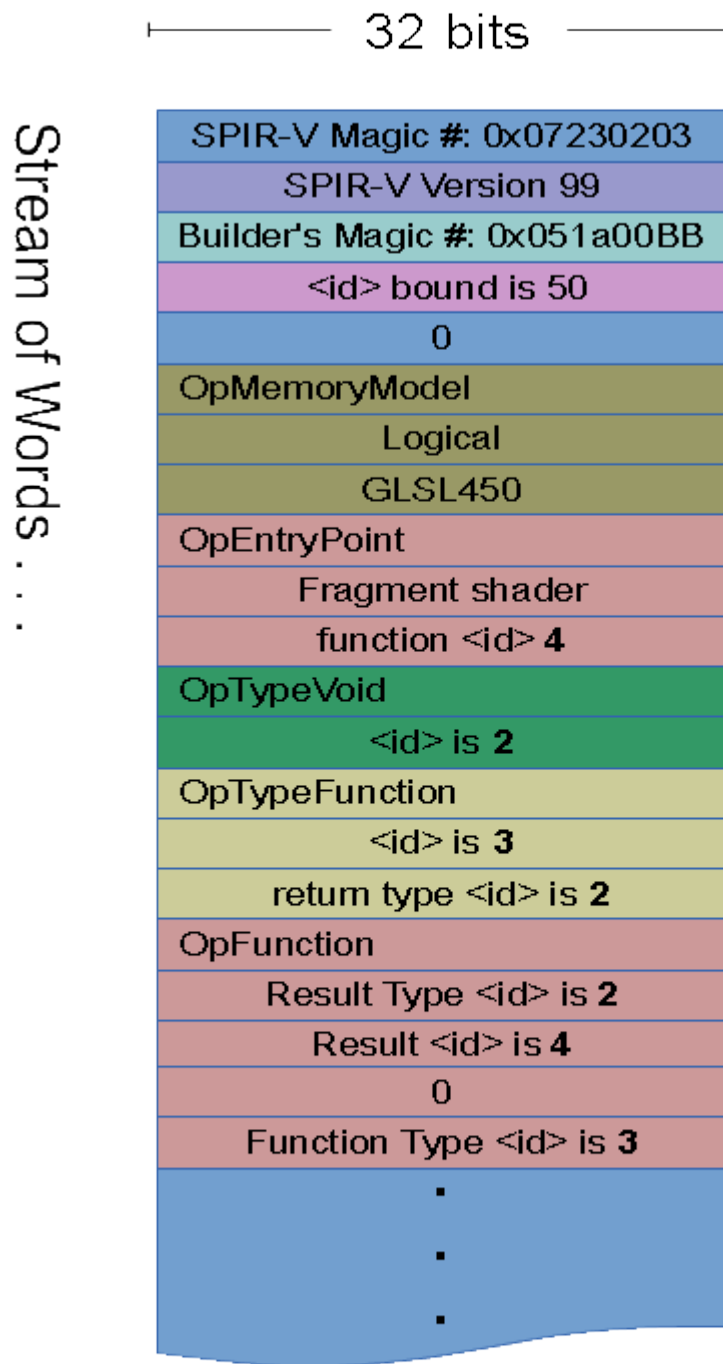 32 bits
Stream of Words . . .
SPIR-V Magic #: 0x07230203
SPIR-V Version 99
Builder's Magic #: 0x051a00BB
<id> bound is 50
0
OpMemoryModel
Logical
GLSL450
OpEntryPoint
Fragment shader
function <id> 4
OpTypeVoid
<id> is 2
OpTypeFunction
<id> is 3
return type <id> is 2
OpFunction
Result Type <id> is 2
Result <id> is 4
0
Function Type <id> is 3
.
.
.